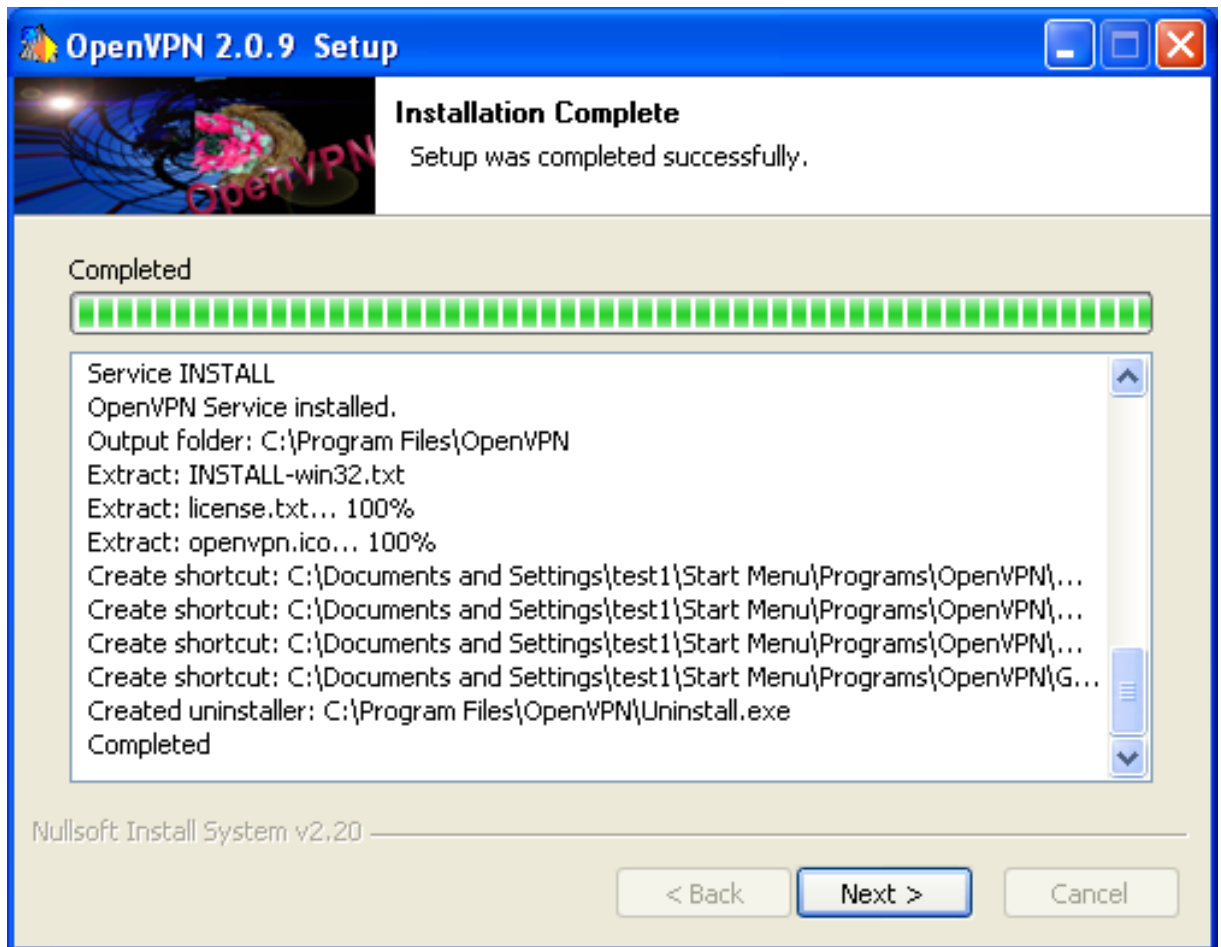 OpenVPN 2.0.9 Setup
OpenVPN
Installation Complete
Setup was completed successfully.
Completed
Service INSTALL
OpenVPN Service installed.
Output folder: C:\Program Files\OpenVPN
Extract: INSTALL-win32.txt
Extract: license.txt... 100%
Extract: openvpn.ico... 100%
Create shortcut: C:\Documents and Settings\test1\Start Menu\Programs\OpenVPN\...
Create shortcut: C:\Documents and Settings\test1\Start Menu\Programs\OpenVPN\...
Create shortcut: C:\Documents and Settings\test1\Start Menu\Programs\OpenVPN\...
Create shortcut: C:\Documents and Settings\test1\Start Menu\Programs\OpenVPN\G...
Created uninstaller: C:\Program Files\OpenVPN\Uninstall.exe
Completed
Nullsoft Install System v2.20
< Back Next > Cancel